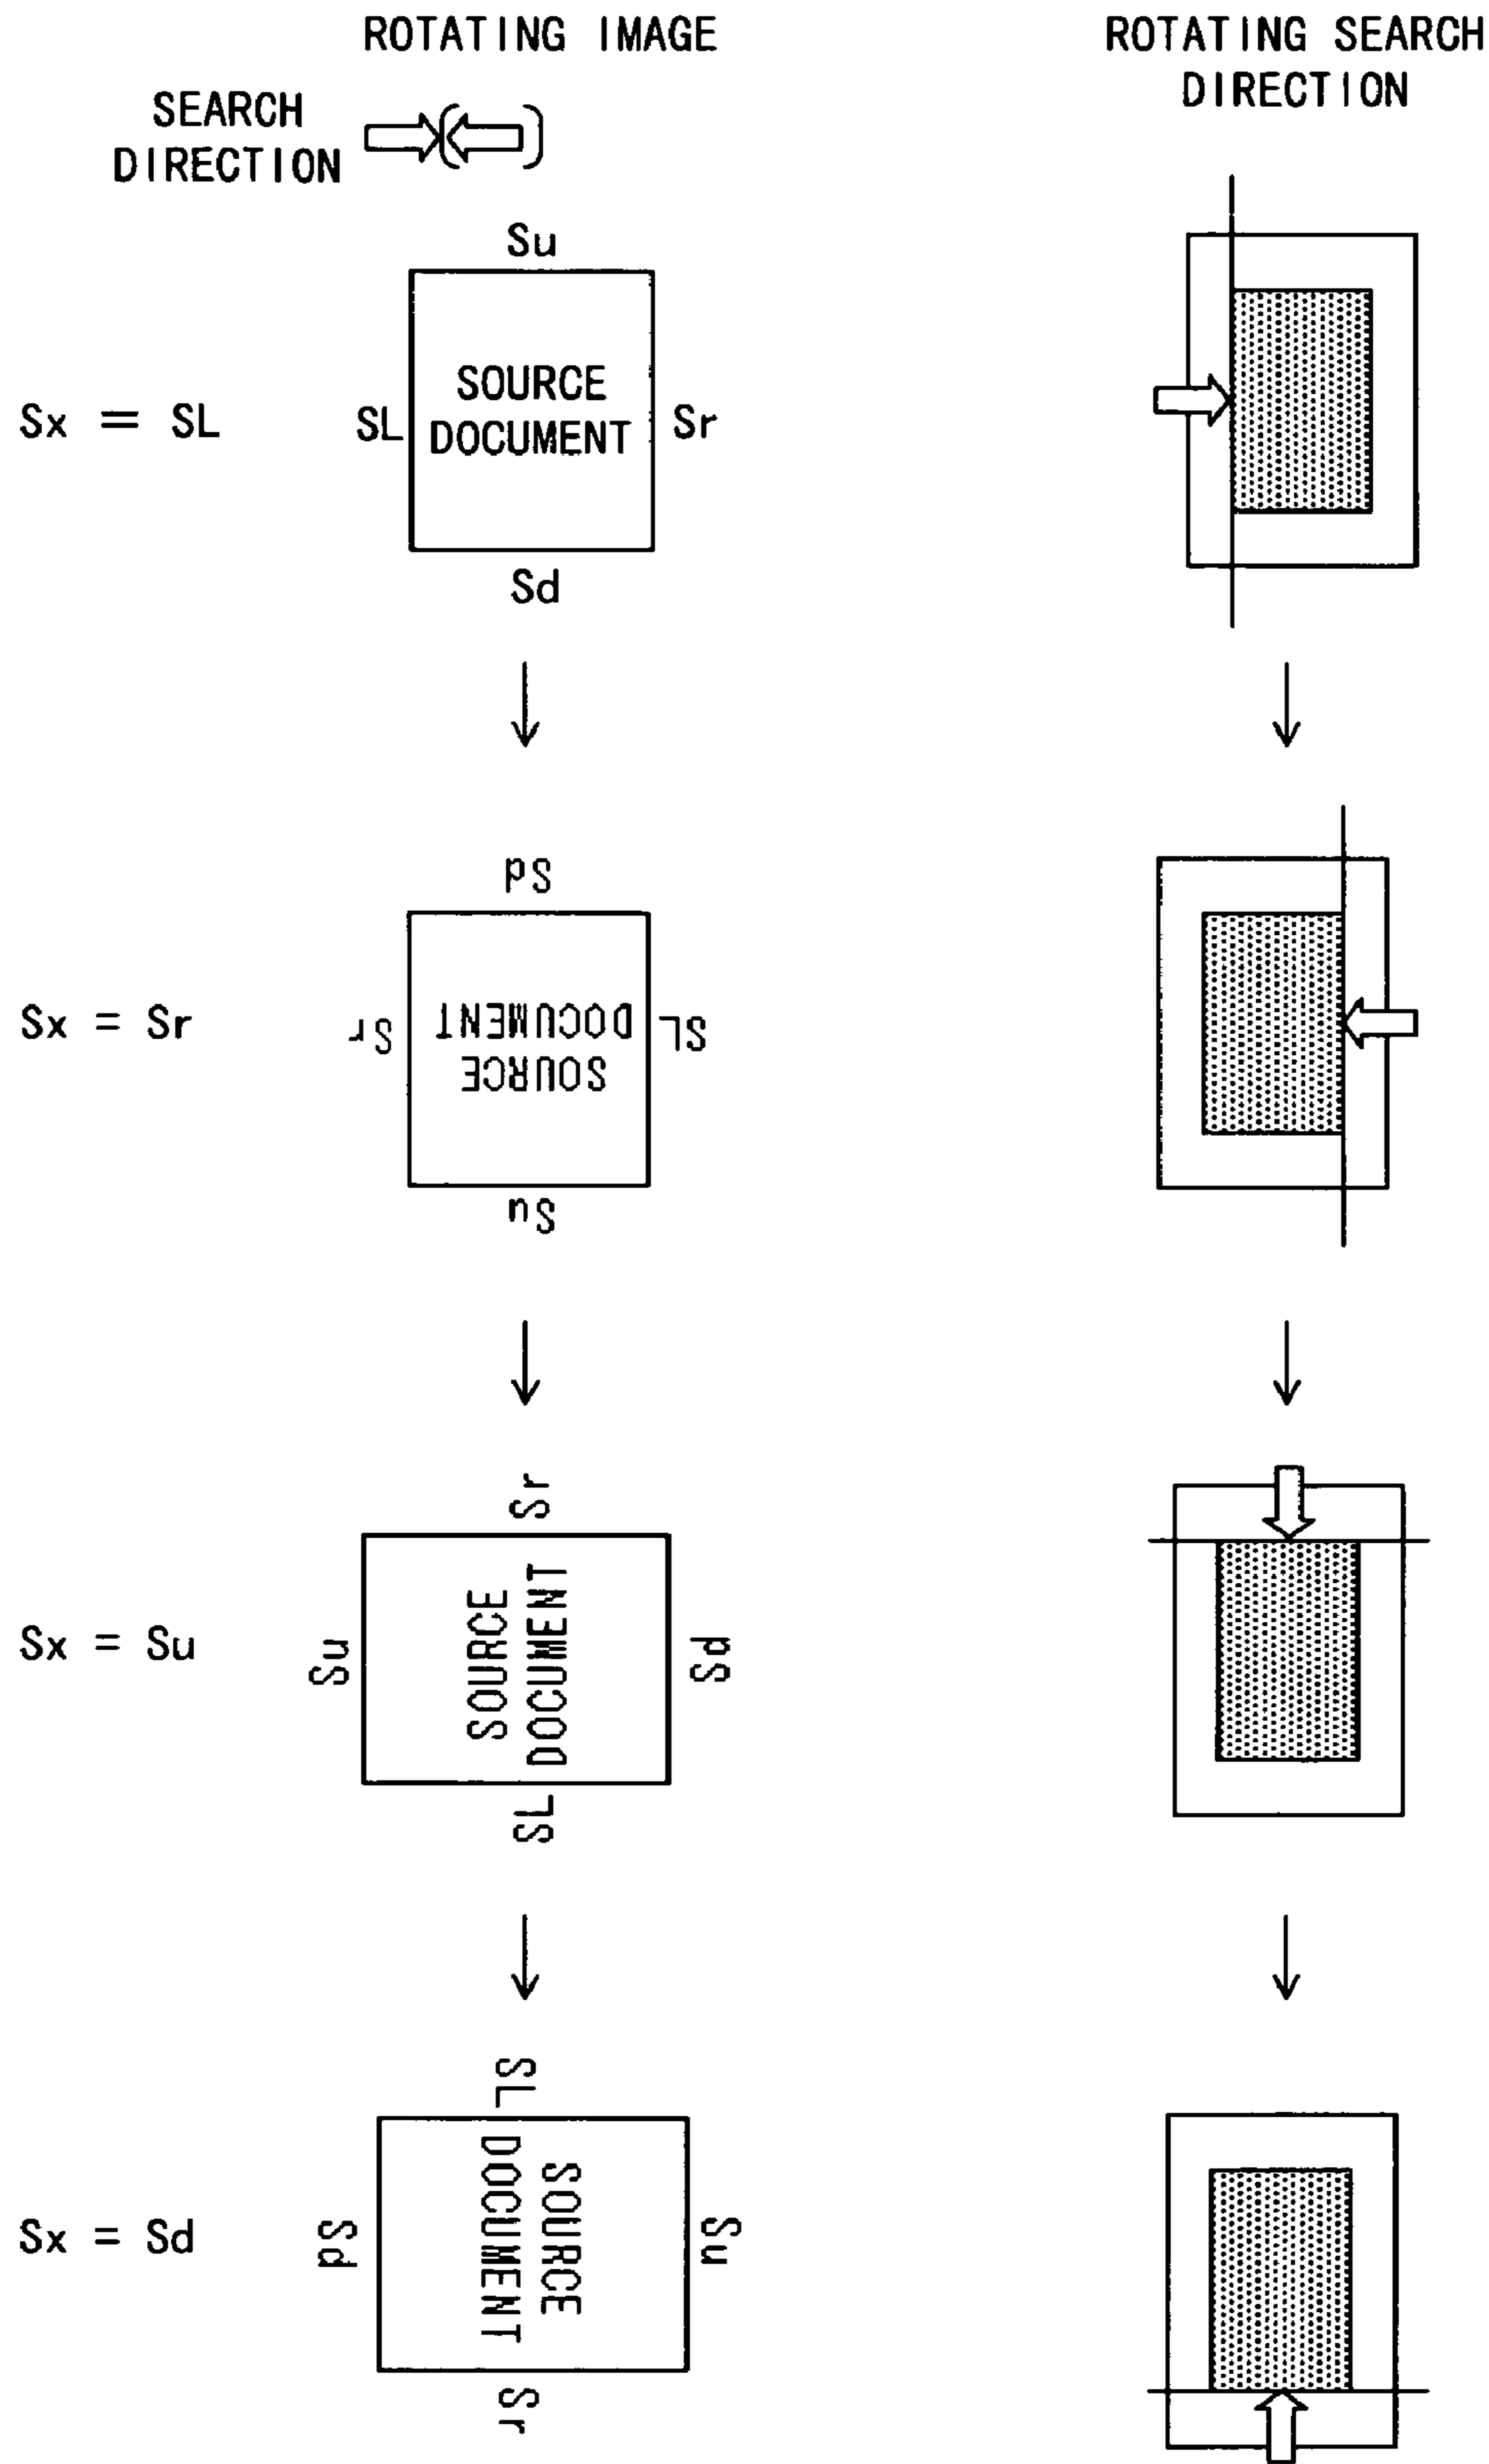 ROTATING IMAGE
ROTATING SEARCH
DIRECTION
SEARCH
DIRECTION
Su
Sx = SL
SL
SOURCE
DOCUMENT
Sr
Sd
Sd
Sx = Sr
Sr
SOURCE
DOCUMENT
SL
Su
Sr
Sx = Su
Su
SOURCE
DOCUMENT
Sd
SL
SL
Sx = Sd
Sd
SOURCE
DOCUMENT
Su
Sr